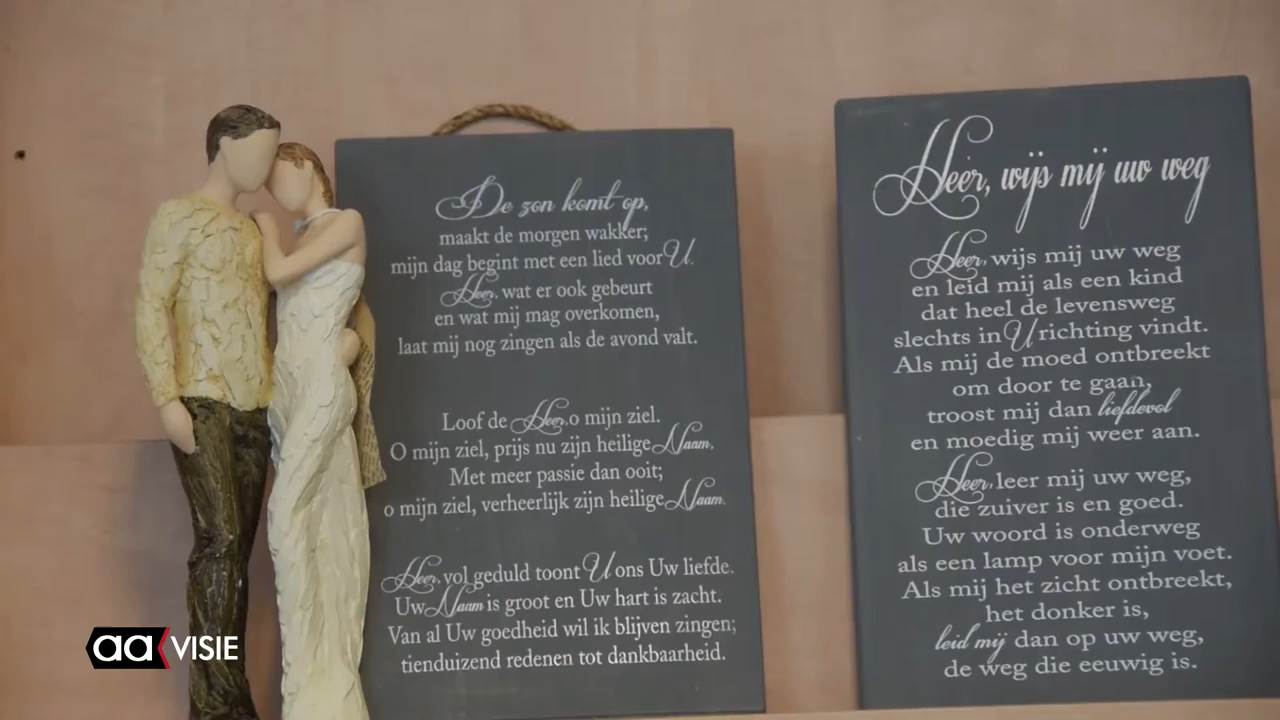 De zon komt op,
maakt de morgen wakker;
mijn dag begint met een lied voor U.
Heer, wat er ook gebeurt
en wat mij mag overkomen,
laat mij nog zingen als de avond valt.
Loof de Heer, o mijn ziel.
O mijn ziel, prijs nu zijn heilige Naam.
Met meer passie dan ooit;
o mijn ziel, verheerlijk zijn heilige Naam.
Heer, vol geduld toont U ons Uw liefde.
Uw Naam is groot en Uw hart is zacht.
Van al Uw goedheid wil ik blijven zingen;
tienduizend redenen tot dankbaarheid.
Heer, wijs mij uw weg
Heer, wijs mij uw weg
en leid mij als een kind
dat heel de levensweg
slechts in U richting vindt.
Als mij de moed ontbreekt
om door te gaan,
troost mij dan liefdevol
en moedig mij weer aan.
Heer, leer mij uw weg,
die zuiver is en goed.
Uw woord is onderweg
als een lamp voor mijn voet.
Als mij het zicht ontbreekt,
het donker is,
leid mij dan op uw weg,
de weg die eeuwig is.
aa VISIE